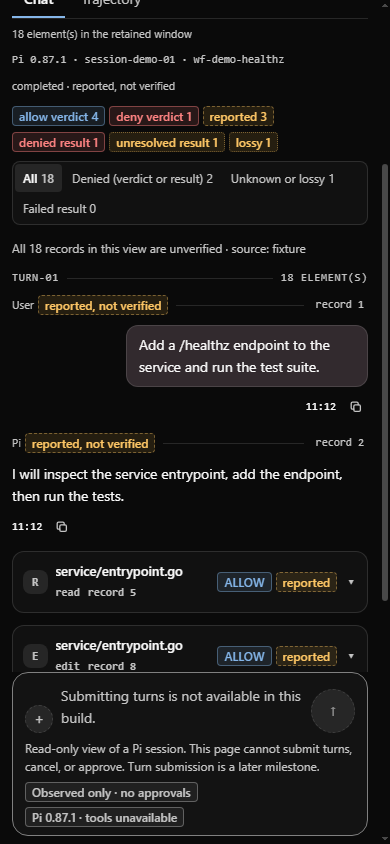 Chat Trajectory
18 element(s) in the retained window
Pi 0.87.1 · session-demo-01 · wf-demo-healthz
completed · reported, not verified
allow verdict 4 deny verdict 1 reported 3
denied result 1 unresolved result 1 lossy 1
All 18 Denied (verdict or result) 2 Unknown or lossy 1
Failed result 0
All 18 records in this view are unverified · source: fixture
TURN-01 18 ELEMENT(S)
User reported, not verified record 1
Add a /healthz endpoint to the
service and run the test suite.
11:12
Pi reported, not verified record 2
I will inspect the service entrypoint, add the endpoint,
then run the tests.
11:12
R service/entrypoint.go ALLOW reported
read record 5
E service/entrypoint.go ALLOW reported
edit record 8
Submitting turns is not available in this
build.
+ ↑
Read-only view of a Pi session. This page cannot submit turns,
cancel, or approve. Turn submission is a later milestone.
Observed only · no approvals
Pi 0.87.1 · tools unavailable